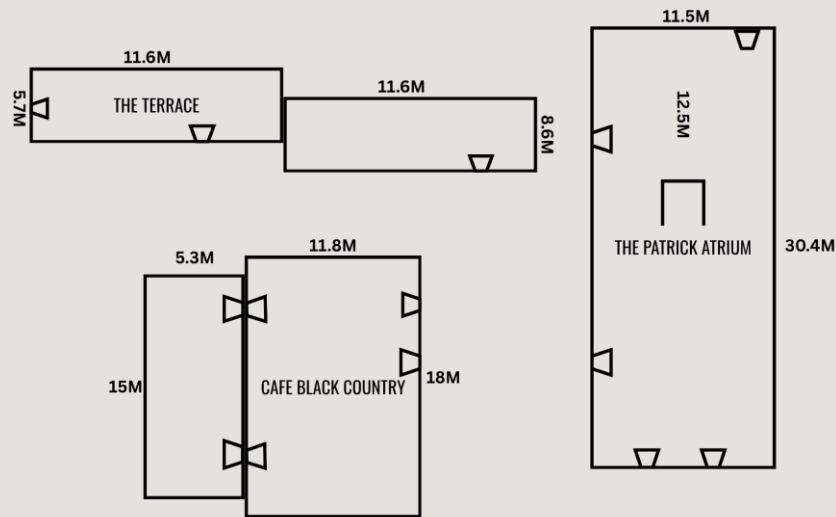 11.6M
5.7M
THE TERRACE
11.6M
8.6M
11.5M
12.5M
THE PATRICK ATRIUM
30.4M
5.3M
11.8M
15M
CAFE BLACK COUNTRY
18M